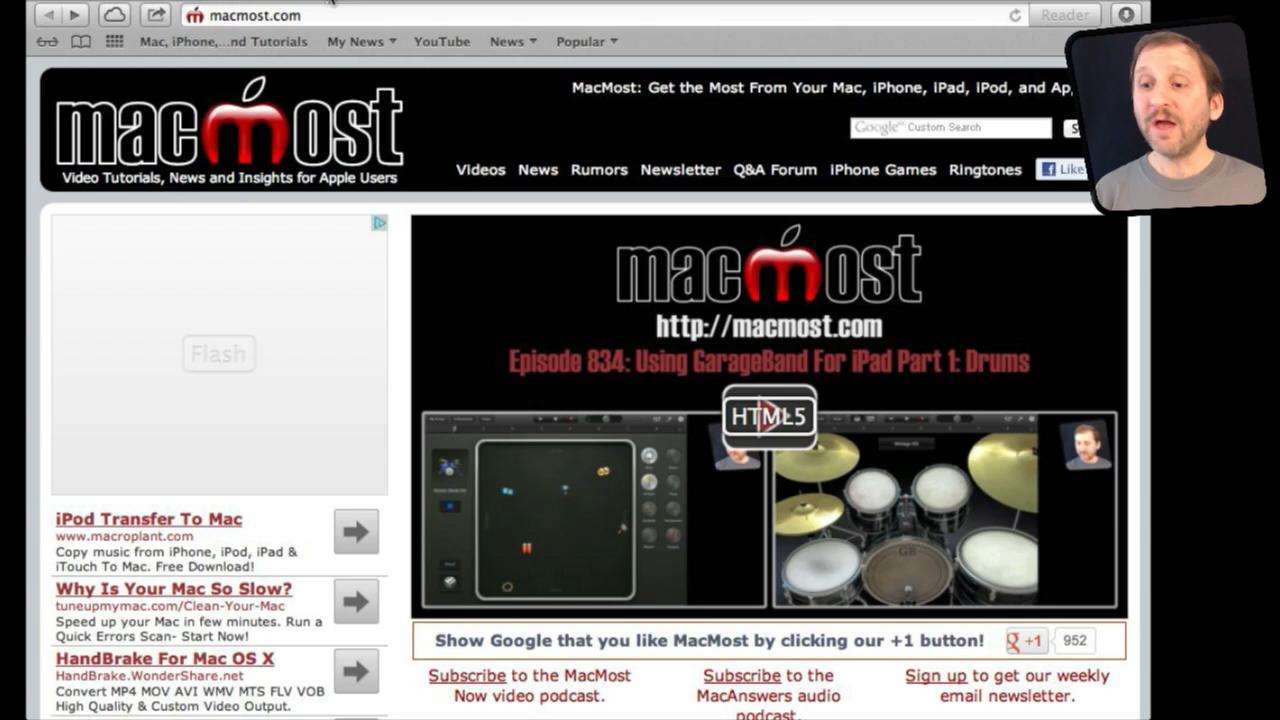 macmost.com
Reader
Mac, iPhone,...nd Tutorials
My News
YouTube
News
Popular
MacMost: Get the Most From Your Mac, iPhone, iPad, iPod, and
macmost
Video Tutorials, News and Insights for Apple Users
Google™ Custom Search
Videos
News
Rumors
Newsletter
Q&A Forum
iPhone Games
Ringtones
Like
Flash
macmost
http://macmost.com
Episode 834: Using GarageBand For iPad Part 1: Drums
HTML5
GB
iPod Transfer To Mac
www.macroplant.com
Copy music from iPhone, iPod, iPad &
iTouch To Mac. Free Download!
Why Is Your Mac So Slow?
tuneupmymac.com/Clean-Your-Mac
Speed up your Mac in few minutes. Run a
Quick Errors Scan- Start Now!
HandBrake For Mac OS X
HandBrake.WonderShare.net
Convert MP4 MOV AVI WMV MTS FLV VOB
High Quality & Custom Video Output.
Show Google that you like MacMost by clicking our +1 button!
g +1
952
Subscribe to the MacMost
Now video podcast.
Subscribe to the
MacAnswers audio
podcast.
Sign up to get our weekly
email newsletter.